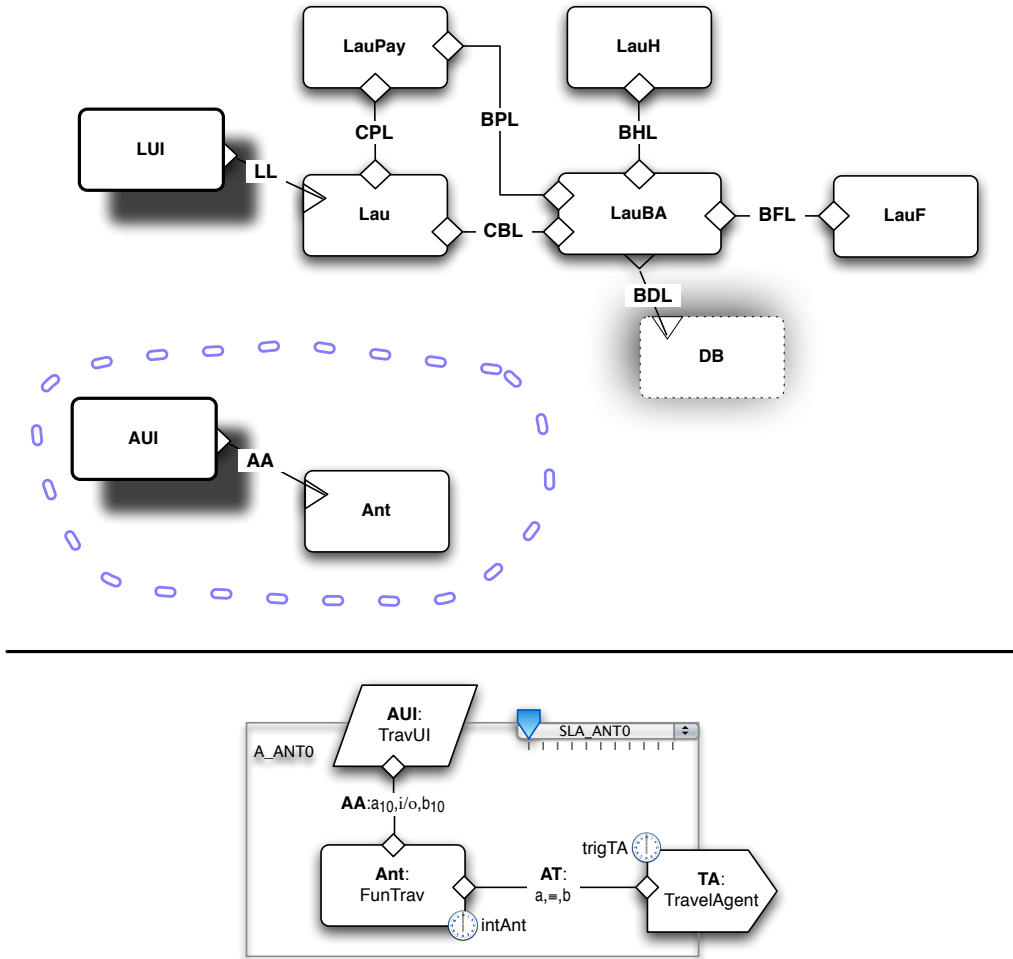 LauPay
LauH
LUI
CPL
BPL
BHL
LL
Lau
CBL
LauBA
BFL
LauF
BDL
DB
AUI
AA
Ant
AUI:
TravUI
SLA_ANT0
A_ANT0
AA:a10,i/o,b10
trigTA
Ant:
FunTrav
AT:
a,≡,b
TA:
TravelAgent
intAnt